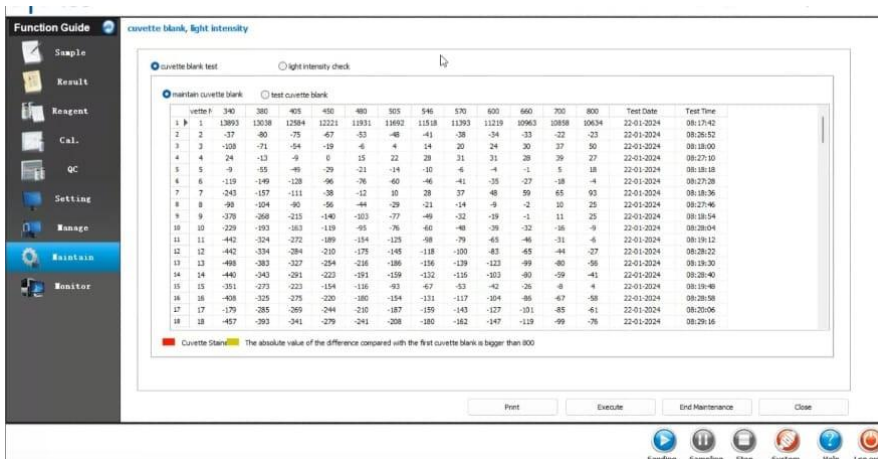 Function Guide
cuvette blank, light intensity
Sample
Result
Reagent
Cal.
QC
Setting
Manage
Maintain
Monitor
cuvette blank test light intensity check
maintain cuvette blank test cuvette blank
vette N 340 380 405 450 480 505 546 570 600 660 700 800 Test Date Test Time
1 1 13893 13038 12584 12221 11931 11692 11518 11393 11219 10963 10858 10634 22-01-2024 08:17:42
2 2 -37 -80 -75 -67 -53 -48 -41 -38 -34 -33 -22 -23 22-01-2024 08:26:52
3 3 -108 -71 -54 -19 -6 4 14 20 24 30 37 50 22-01-2024 08:18:00
4 4 24 -13 -9 0 15 22 28 31 31 28 39 27 22-01-2024 08:27:10
5 5 -9 -55 -49 -29 -21 -14 -10 -6 -4 -1 5 18 22-01-2024 08:18:18
6 6 -119 -149 -128 -96 -76 -60 -46 -41 -35 -27 -18 -4 22-01-2024 08:27:28
7 7 -243 -157 -111 -38 -12 10 28 37 48 59 65 93 22-01-2024 08:18:36
8 8 -98 -104 -90 -56 -44 -29 -21 -14 -9 -2 10 25 22-01-2024 08:27:46
9 9 -378 -268 -215 -140 -103 -77 -49 -32 -19 -1 11 25 22-01-2024 08:18:54
10 10 -229 -193 -163 -119 -95 -76 -60 -48 -39 -32 -16 -9 22-01-2024 08:28:04
11 11 -442 -324 -272 -189 -154 -125 -98 -79 -65 -46 -31 -6 22-01-2024 08:19:12
12 12 -442 -334 -284 -210 -175 -145 -118 -100 -83 -65 -44 -27 22-01-2024 08:28:22
13 13 -498 -383 -327 -254 -216 -186 -156 -139 -123 -99 -80 -56 22-01-2024 08:19:30
14 14 -440 -343 -291 -223 -191 -159 -132 -116 -103 -80 -59 -41 22-01-2024 08:28:40
15 15 -351 -273 -223 -154 -116 -93 -67 -53 -42 -26 -8 4 22-01-2024 08:19:48
16 16 -408 -325 -275 -220 -180 -154 -131 -117 -104 -86 -67 -58 22-01-2024 08:28:58
17 17 -179 -285 -269 -244 -210 -187 -159 -143 -127 -101 -85 -61 22-01-2024 08:20:06
18 18 -457 -393 -341 -279 -241 -208 -180 -162 -147 -119 -99 -76 22-01-2024 08:29:16
Cuvette Staine The absolute value of the difference compared with the first cuvette blank is bigger than 800
Print Execute End Maintenance Close